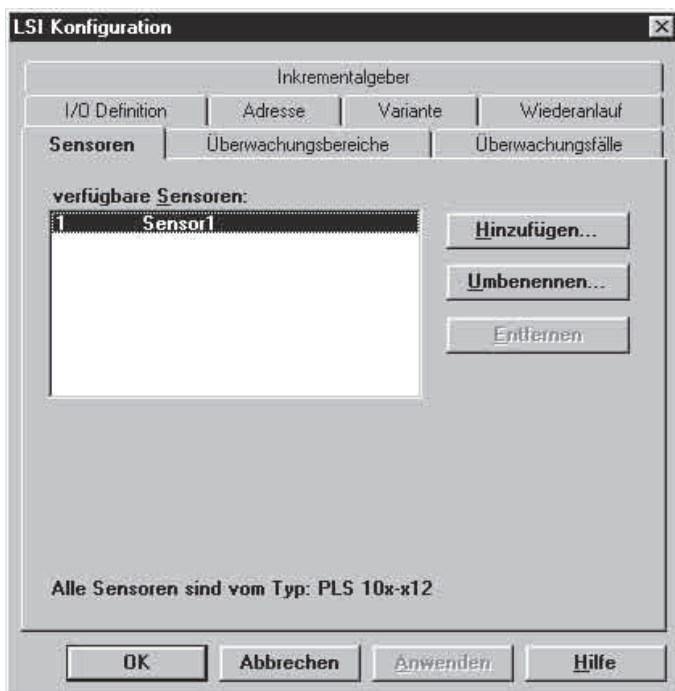 LSI Konfiguration
Inkrementalgeber
I/O Definition Adresse Variante Wiederanlauf
Sensoren Überwachungsbereiche Überwachungsfälle
verfügbare Sensoren:
1 Sensor1
Hinzufügen...
Umbenennen...
Entfernen
Alle Sensoren sind vom Typ: PLS 10x-x12
OK Abbrechen Anwenden Hilfe